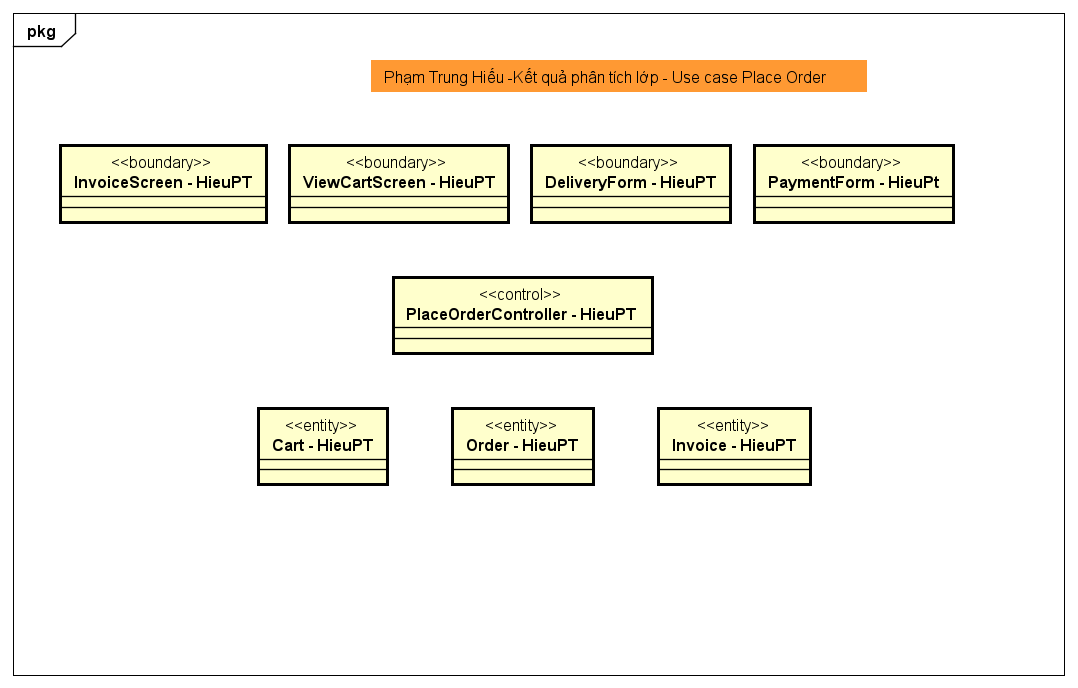 pkg
Phạm Trung Hiếu -Kết quả phân tích lớp - Use case Place Order
<<boundary>>
InvoiceScreen - HieuPT
<<boundary>>
ViewCartScreen - HieuPT
<<boundary>>
DeliveryForm - HieuPT
<<boundary>>
PaymentForm - HieuPt
<<control>>
PlaceOrderController - HieuPT
<<entity>>
Cart - HieuPT
<<entity>>
Order - HieuPT
<<entity>>
Invoice - HieuPT